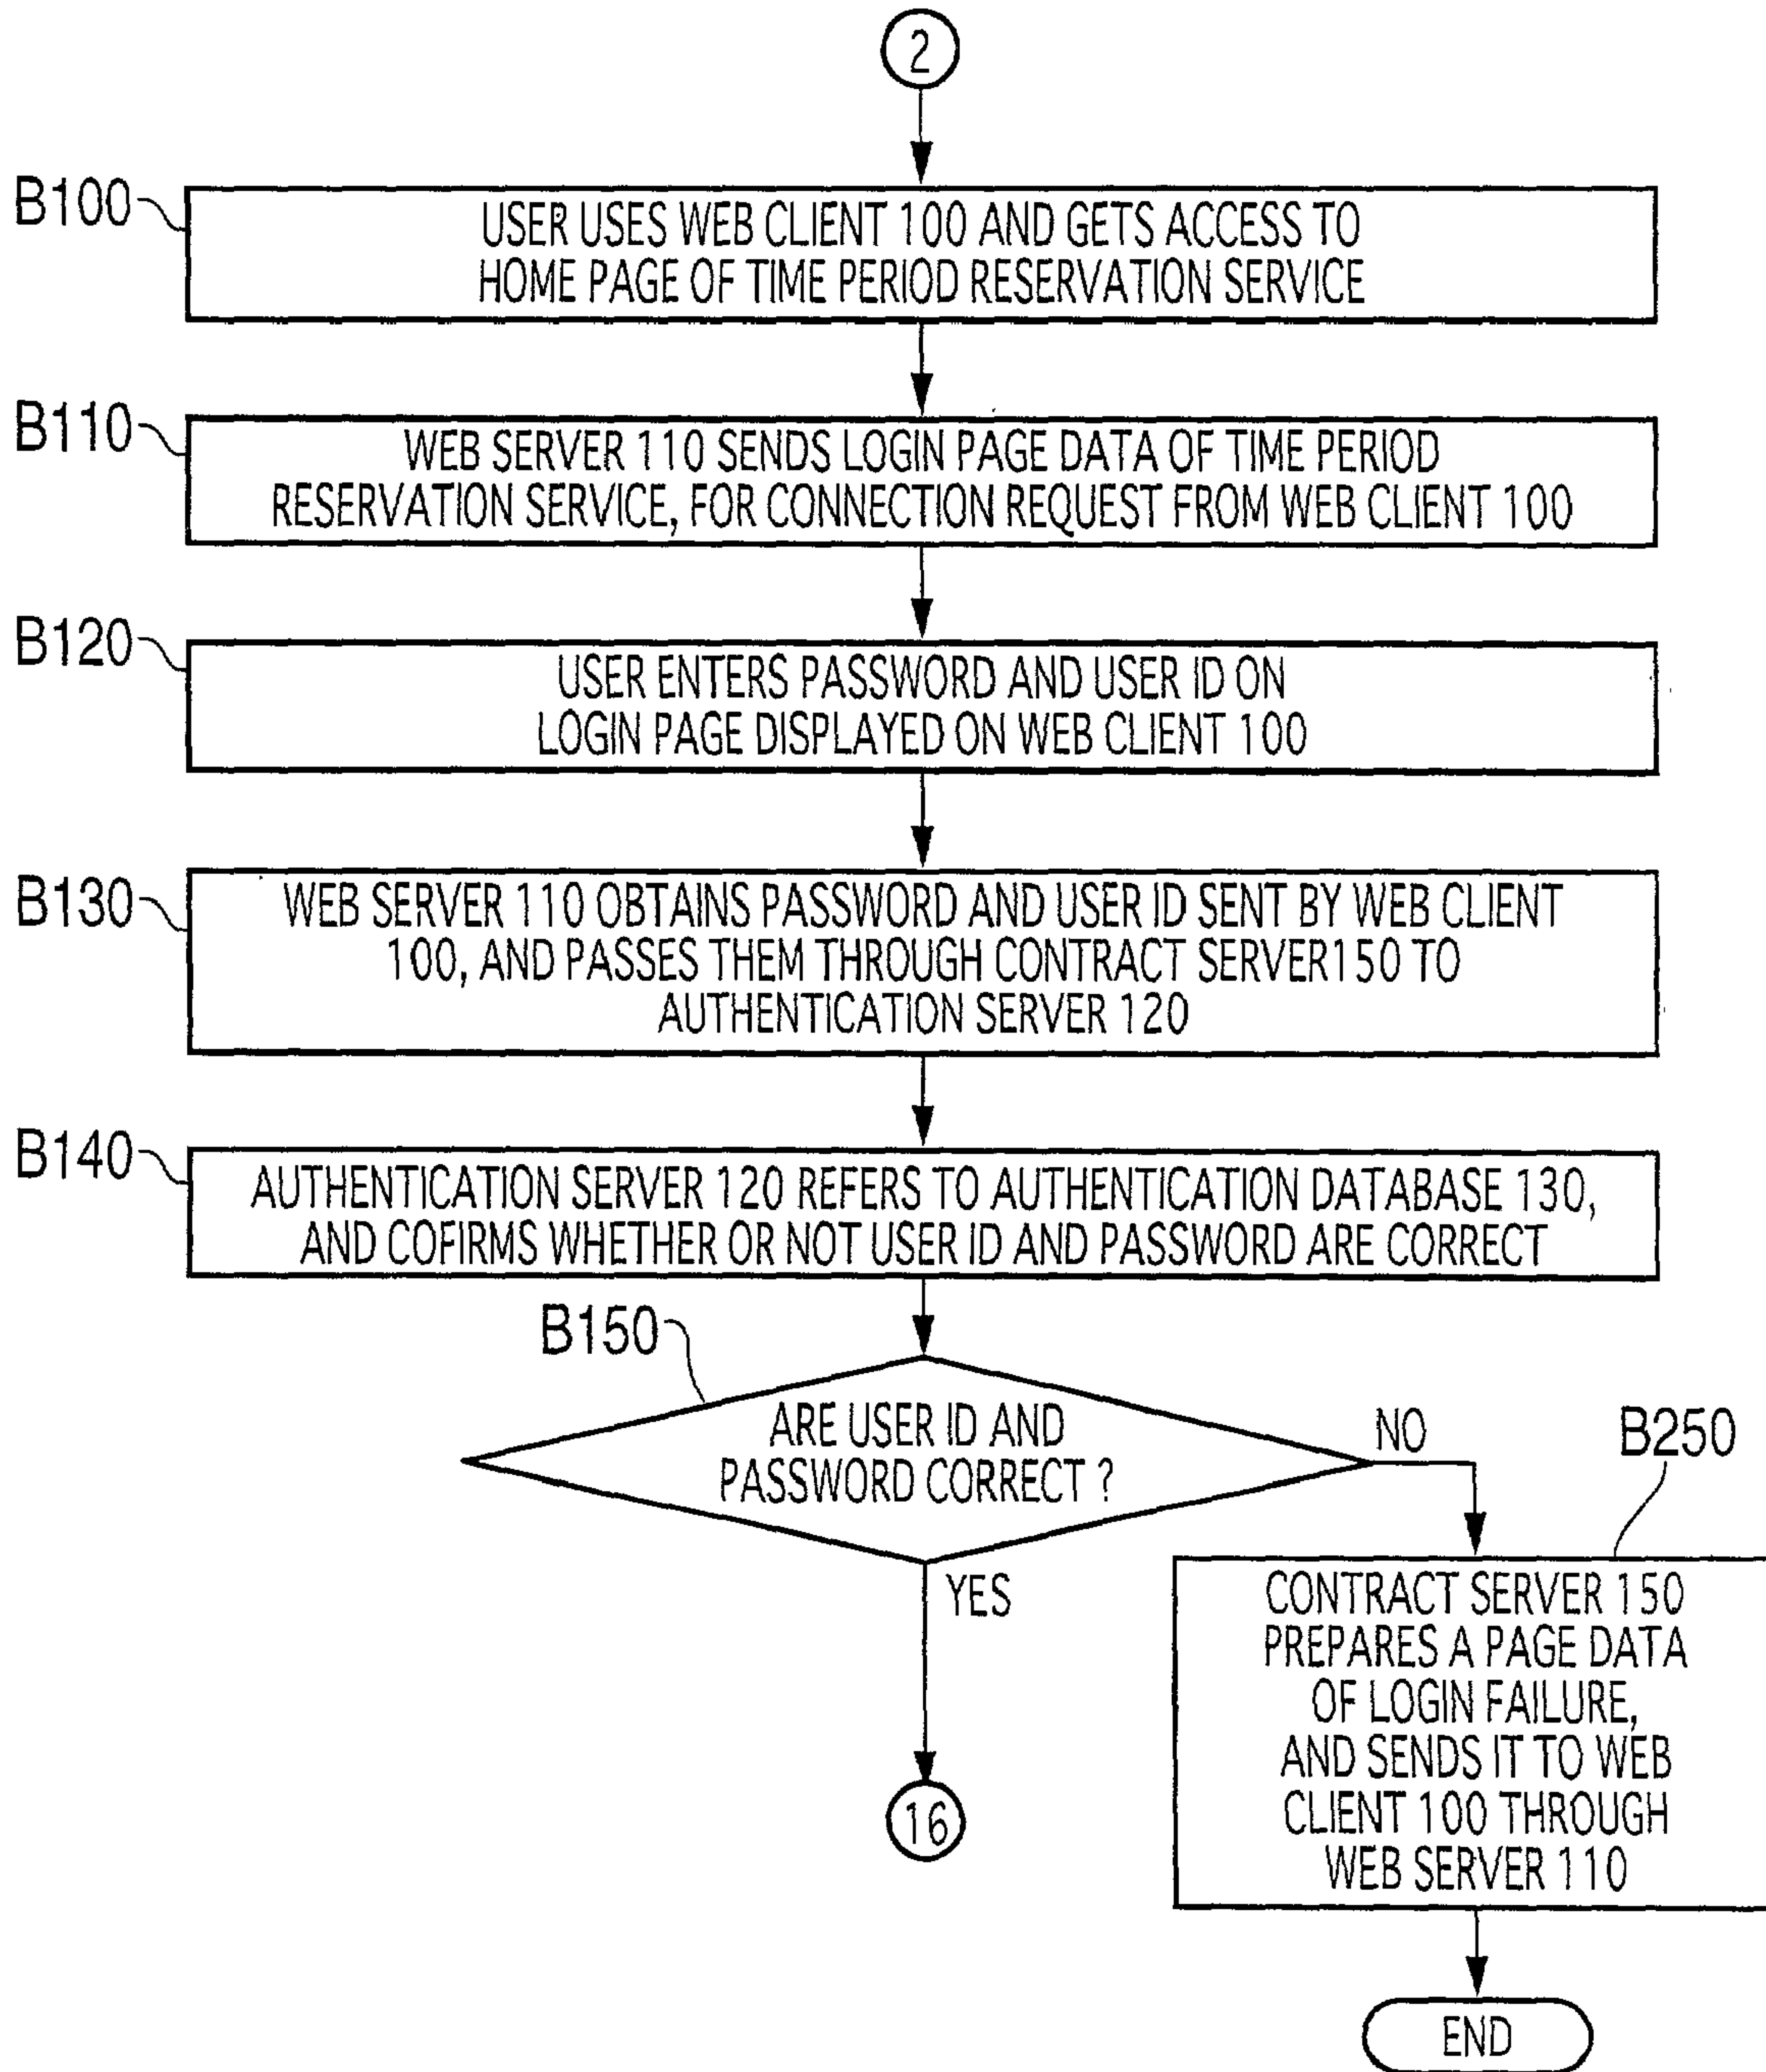 2
B100
USER USES WEB CLIENT 100 AND GETS ACCESS TO
HOME PAGE OF TIME PERIOD RESERVATION SERVICE
B110
WEB SERVER 110 SENDS LOGIN PAGE DATA OF TIME PERIOD
RESERVATION SERVICE, FOR CONNECTION REQUEST FROM WEB CLIENT 100
B120
USER ENTERS PASSWORD AND USER ID ON
LOGIN PAGE DISPLAYED ON WEB CLIENT 100
B130
WEB SERVER 110 OBTAINS PASSWORD AND USER ID SENT BY WEB CLIENT
100, AND PASSES THEM THROUGH CONTRACT SERVER150 TO
AUTHENTICATION SERVER 120
B140
AUTHENTICATION SERVER 120 REFERS TO AUTHENTICATION DATABASE 130,
AND COFIRMS WHETHER OR NOT USER ID AND PASSWORD ARE CORRECT
B150
ARE USER ID AND
PASSWORD CORRECT ?
NO
B250
YES
CONTRACT SERVER 150
PREPARES A PAGE DATA
OF LOGIN FAILURE,
AND SENDS IT TO WEB
CLIENT 100 THROUGH
WEB SERVER 110
16
END